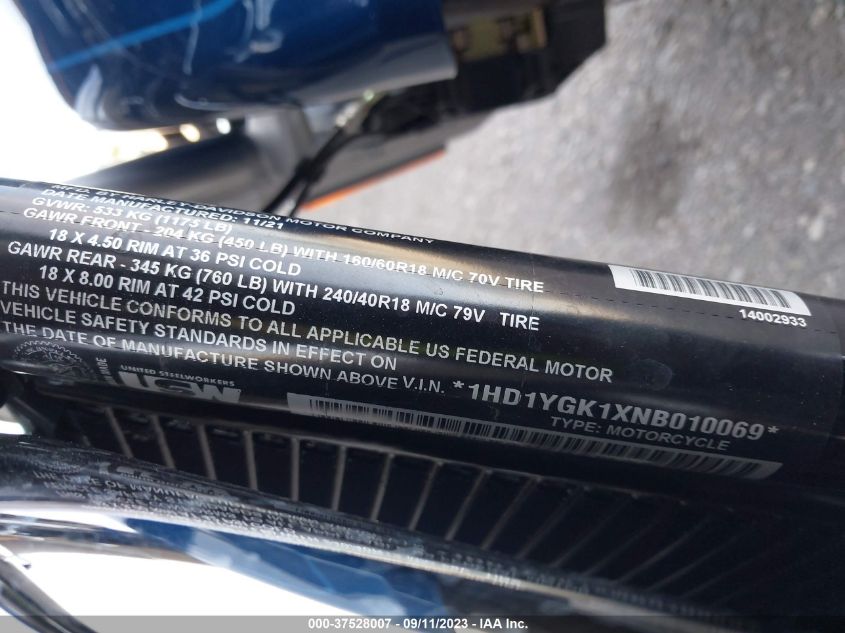 MFD. BY HARLEY-DAVIDSON MOTOR COMPANY
DATE MANUFACTURED: 11/21
GVWR: 533 KG (1175 LB)
GAWR FRONT - 204 KG (450 LB) WITH 160/60R18 M/C 70V TIRE
18 X 4.50 RIM AT 36 PSI COLD
GAWR REAR - 345 KG (760 LB) WITH 240/40R18 M/C 79V TIRE
18 X 8.00 RIM AT 42 PSI COLD
THIS VEHICLE CONFORMS TO ALL APPLICABLE US FEDERAL MOTOR
VEHICLE SAFETY STANDARDS IN EFFECT ON
THE DATE OF MANUFACTURE SHOWN ABOVE V.I.N. *1HD1YGK1XNB010069*
TYPE: MOTORCYCLE
14002933
MADE
UNITED STEELWORKERS
USW
000-37528007 - 09/11/2023 - IAA Inc.